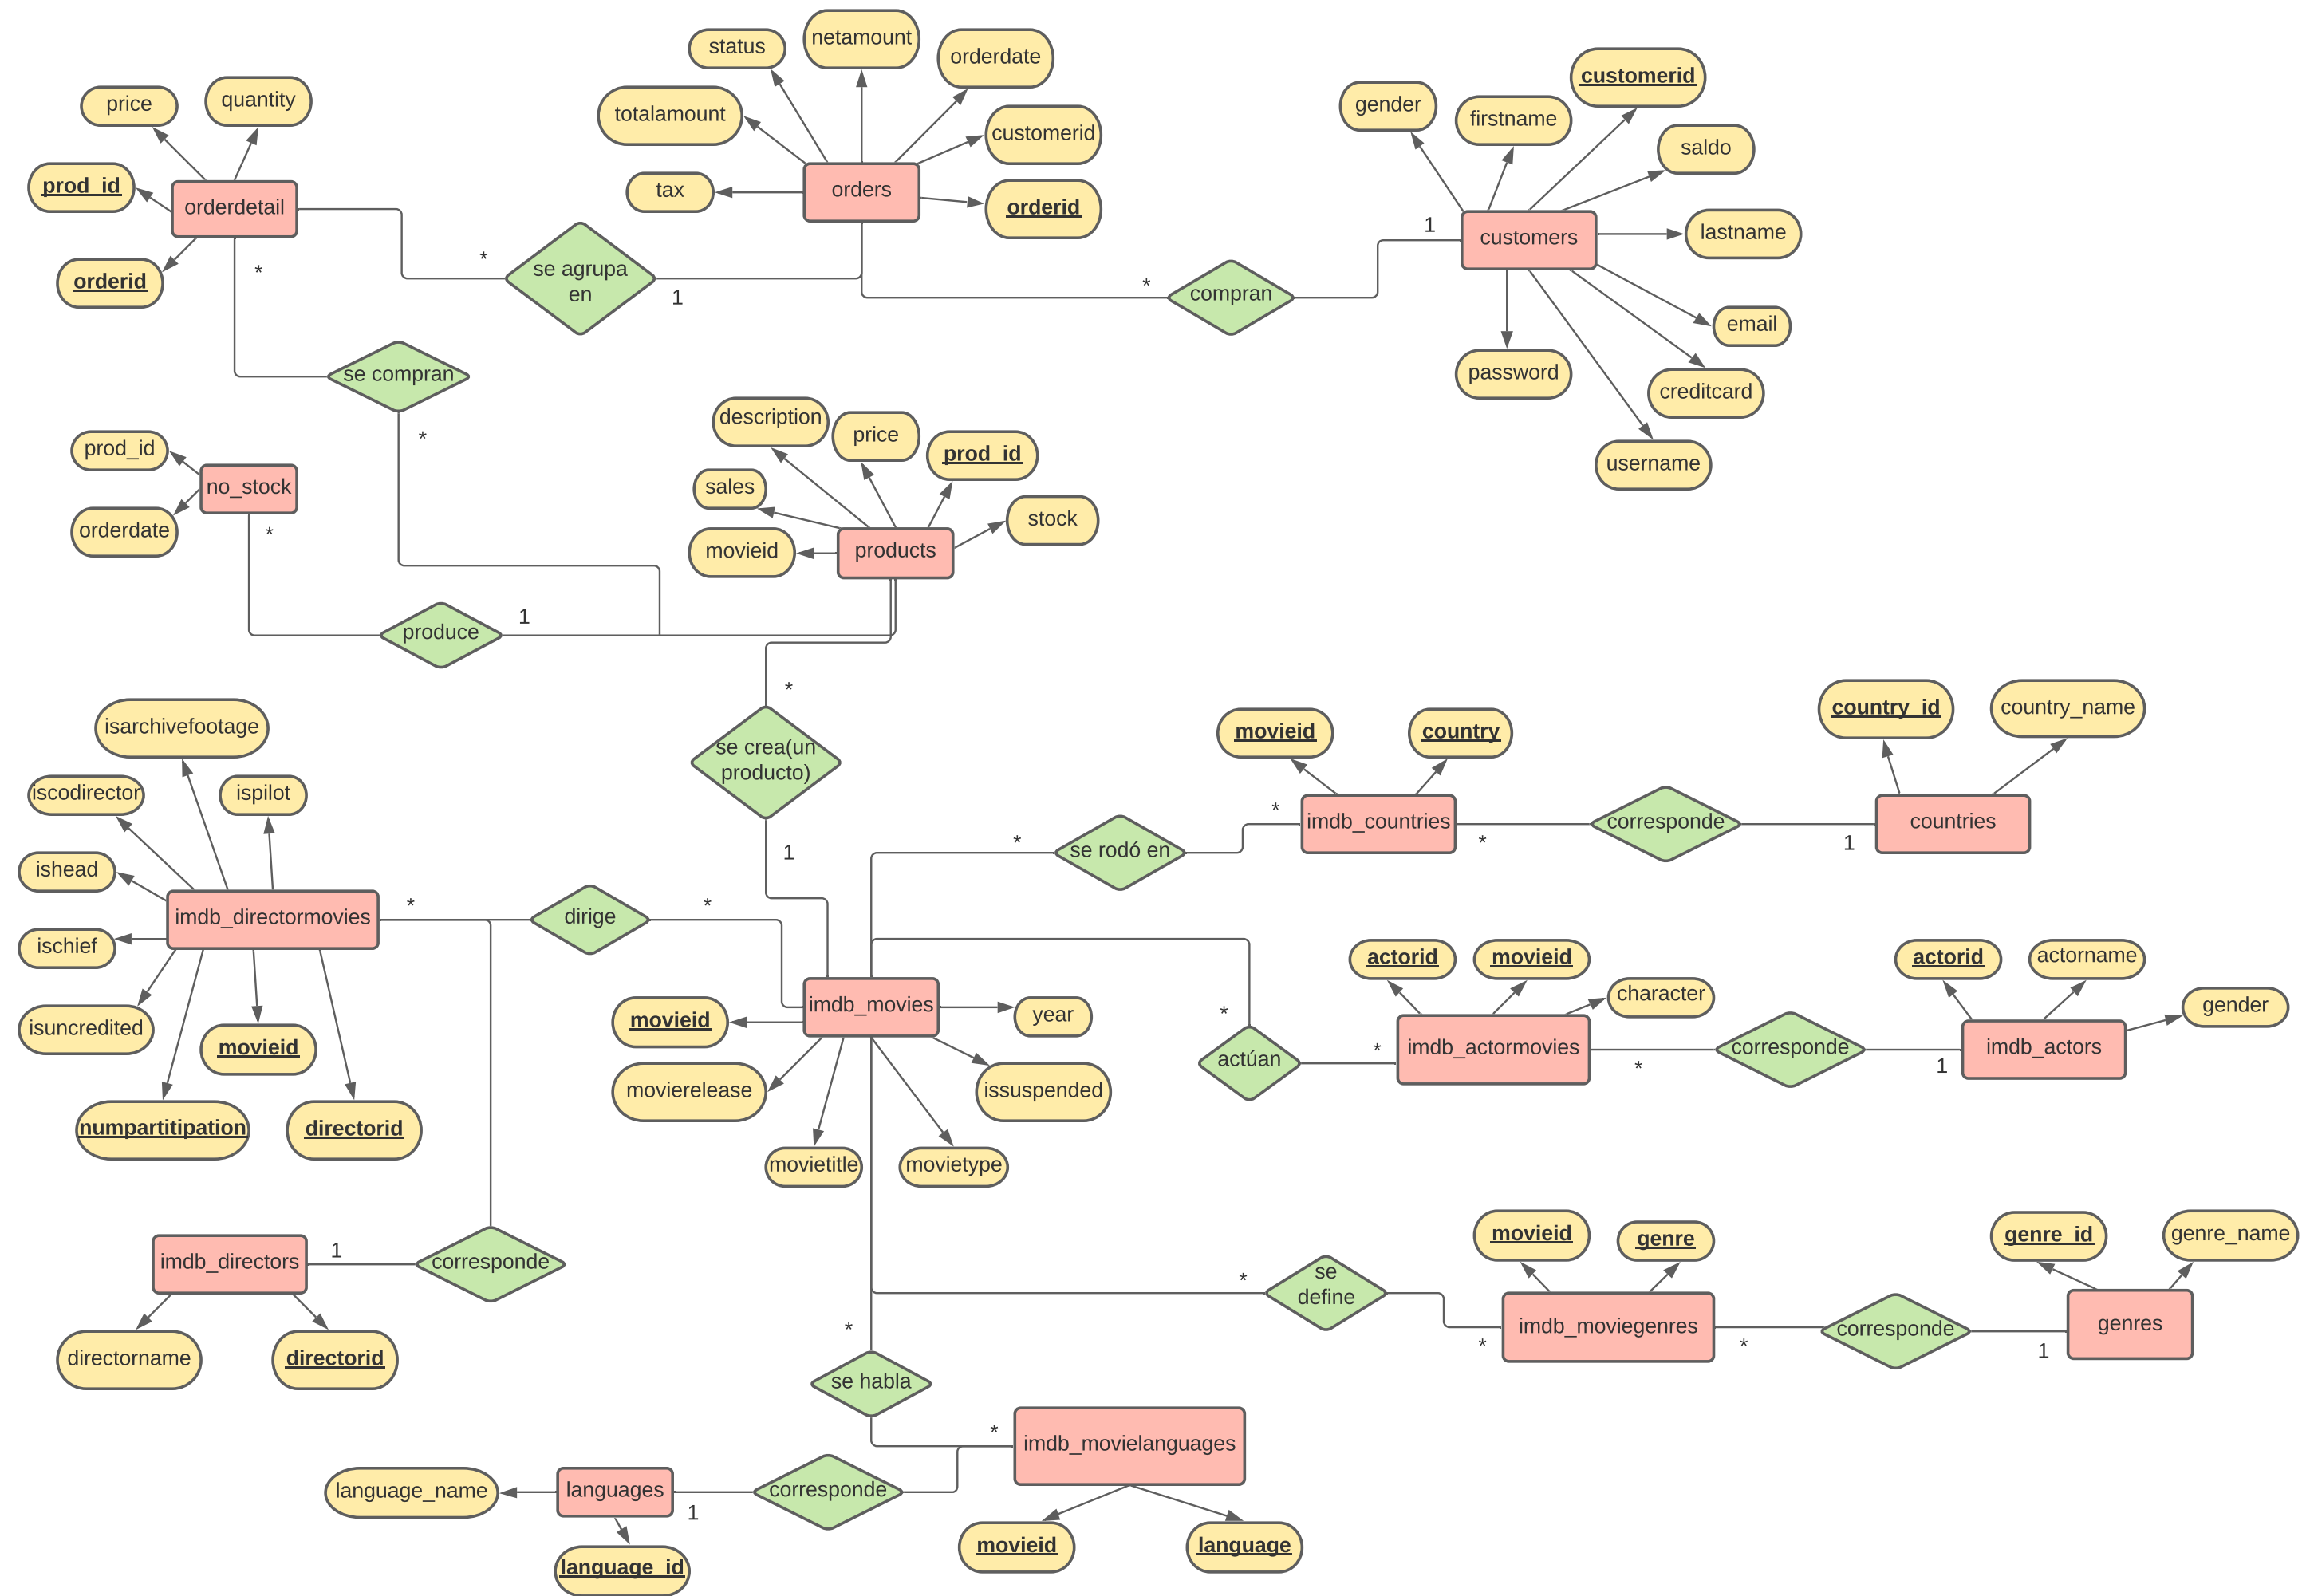 netamount
status
orderdate
customerid
gender
firstname
price
quantity
totalamount
customerid
saldo
prod_id
tax
orders
orderdetail
orderid
lastname
customers
1
*
se agrupa
en
*
orderid
1
*
compran
email
se compran
password
creditcard
*
description
price
prod_id
prod_id
username
no_stock
sales
stock
orderdate
*
movieid
products
produce
1
*
isarchivefootage
se crea(un
producto)
movieid
country
country_id
country_name
iscodirector
ispilot
*
imdb_countries
corresponde
countries
*
1
ishead
1
*
se rodó en
imdb_directormovies
*
dirige
*
ischief
actorid
movieid
actorid
actorname
isuncredited
movieid
movieid
imdb_movies
year
*
character
gender
movierelease
issuspended
actúan
*
imdb_actormovies
*
corresponde
1
imdb_actors
numpartitipation
directorid
movietitle
movietype
imdb_directors
1
corresponde
movieid
genre
genre_id
genre_name
*
se
define
*
imdb_moviegenres
*
corresponde
1
genres
directorname
directorid
*
se habla
*
imdb_movielanguages
language_name
languages
1
corresponde
language_id
movieid
language